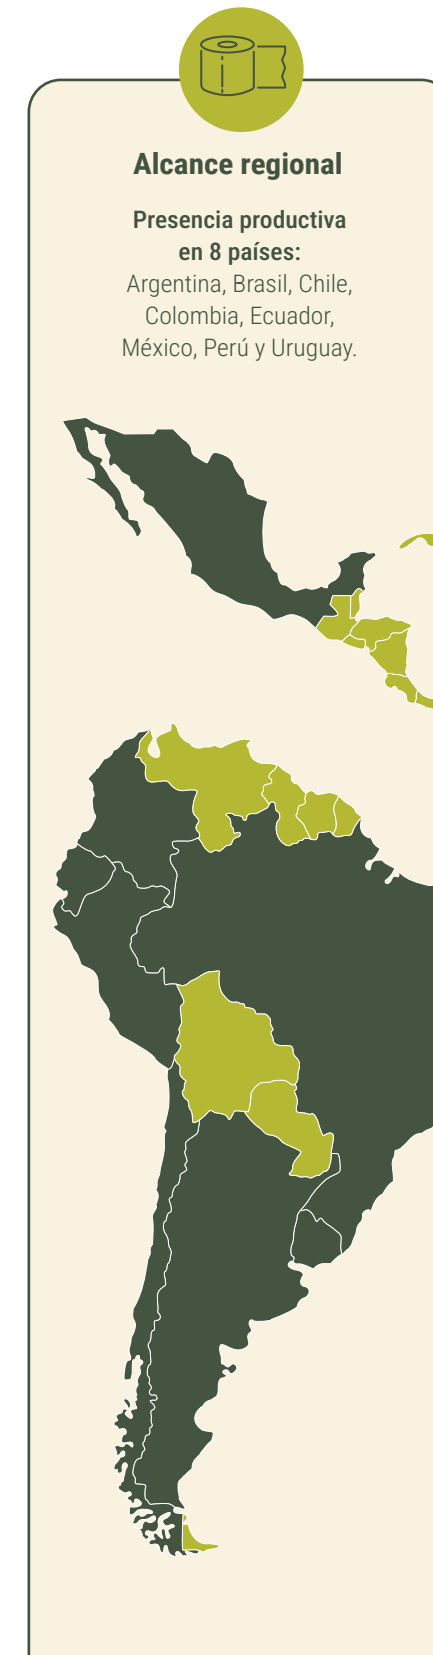 Alcance regional
Presencia productiva
en 8 países:
Argentina, Brasil, Chile,
Colombia, Ecuador,
México, Perú y Uruguay.